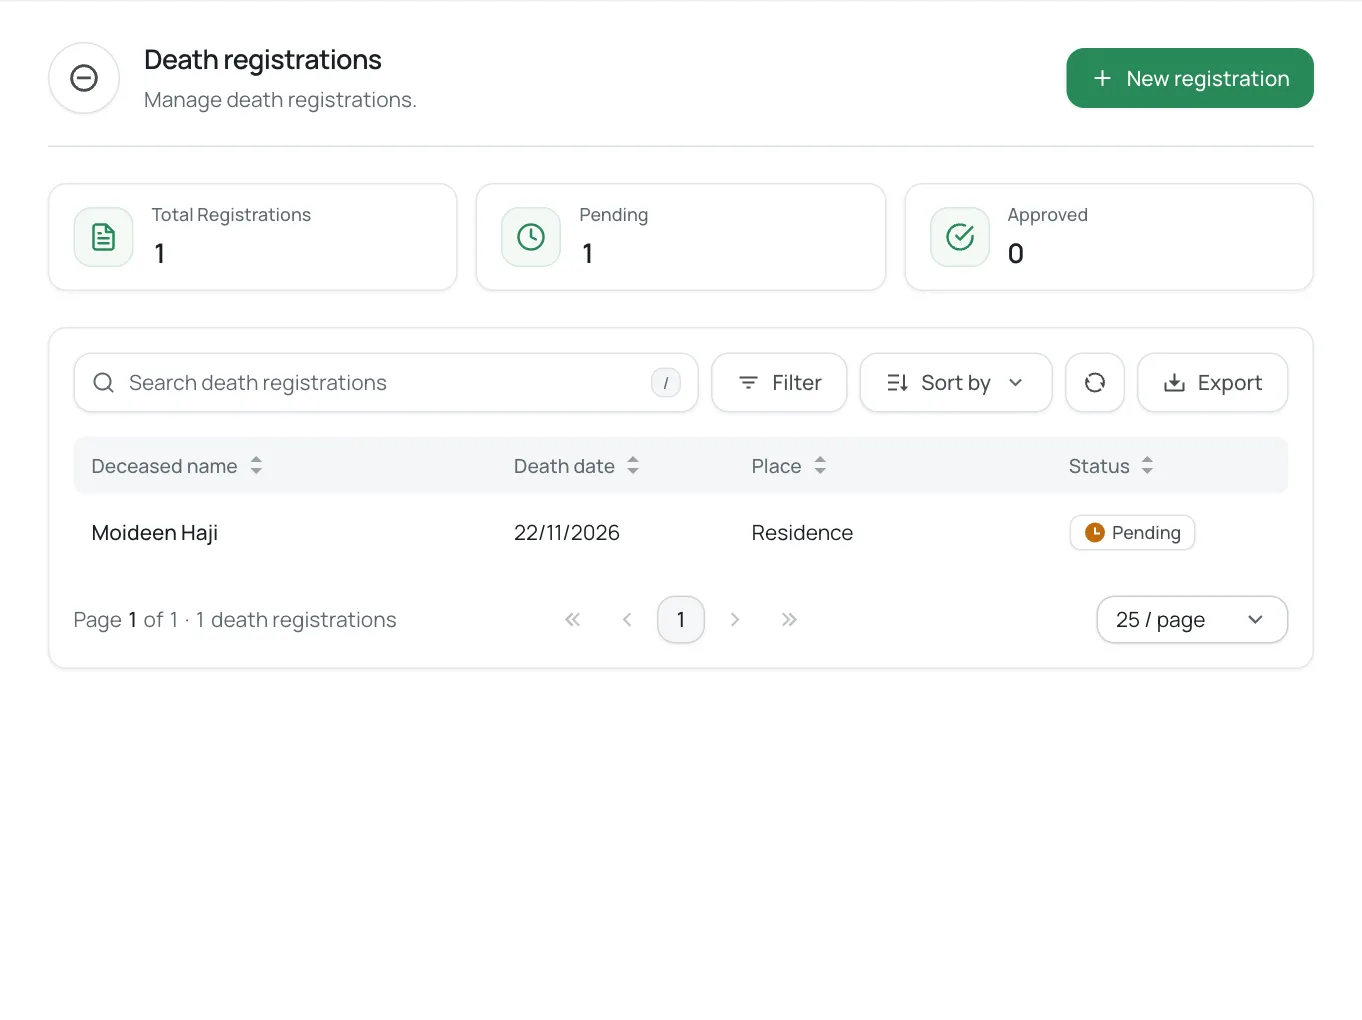 Death registrations
Manage death registrations.
New registration
Total Registrations
1
Pending
1
Approved
0
Search death registrations /
Filter
Sort by
Export
Deceased name Death date Place Status
Moideen Haji 22/11/2026 Residence Pending
Page 1 of 1 · 1 death registrations
1
25 / page